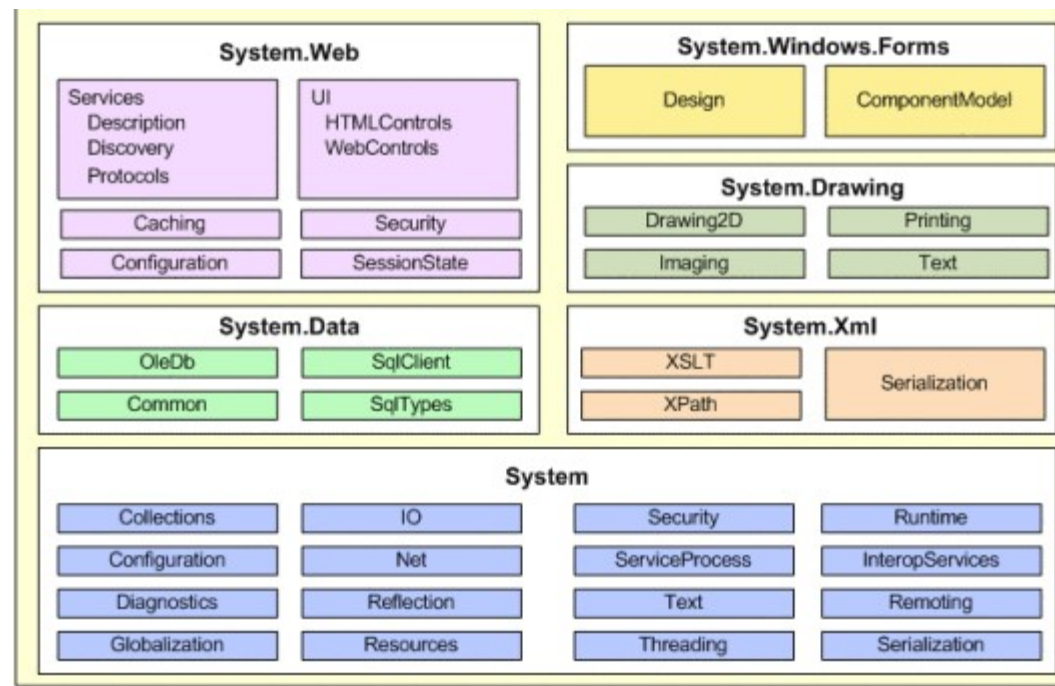 System.Web
Services
Description
Discovery
Protocols
UI
HTMLControls
WebControls
Caching
Security
Configuration
SessionState
System.Windows.Forms
Design
ComponentModel
System.Drawing
Drawing2D
Printing
Imaging
Text
System.Data
OleDb
SqlClient
Common
SqlTypes
System.Xml
XSLT
XPath
Serialization
System
Collections
IO
Security
Runtime
Configuration
Net
ServiceProcess
InteropServices
Diagnostics
Reflection
Text
Remoting
Globalization
Resources
Threading
Serialization